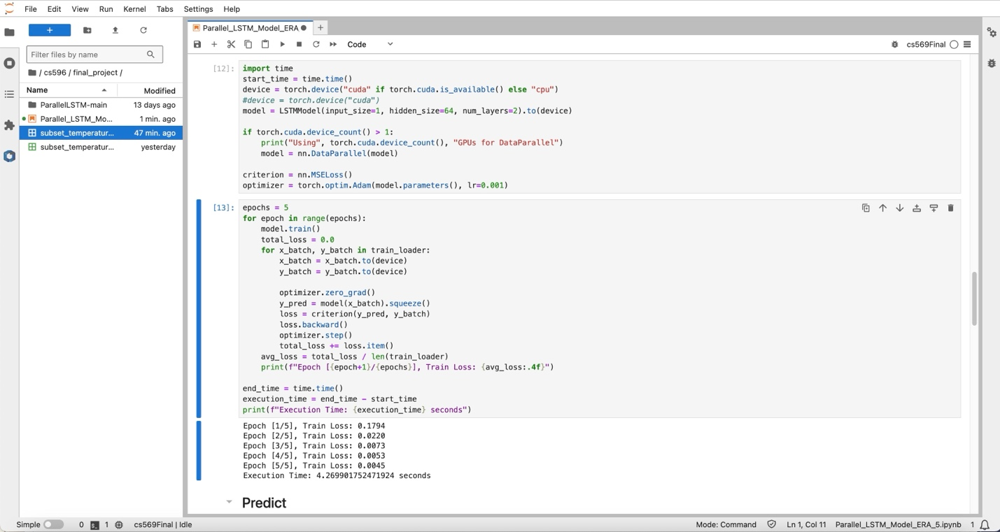 File Edit View Run Kernel Tabs Settings Help
Parallel_LSTM_Model_ERA
Code
cs569Final
Filter files by name
/ cs596 / final_project /
Name Modified
ParallelLSTM-main 13 days ago
Parallel_LSTM_Mo... 1 min. ago
subset_temperatur... 47 min. ago
subset_temperatur... yesterday
[12]:
import time
start_time = time.time()
device = torch.device("cuda" if torch.cuda.is_available() else "cpu")
#device = torch.device("cuda")
model = LSTMModel(input_size=1, hidden_size=64, num_layers=2).to(device)
if torch.cuda.device_count() > 1:
    print("Using", torch.cuda.device_count(), "GPUs for DataParallel")
    model = nn.DataParallel(model)
criterion = nn.MSELoss()
optimizer = torch.optim.Adam(model.parameters(), lr=0.001)
[13]:
epochs = 5
for epoch in range(epochs):
    model.train()
    total_loss = 0.0
    for x_batch, y_batch in train_loader:
        x_batch = x_batch.to(device)
        y_batch = y_batch.to(device)
        optimizer.zero_grad()
        y_pred = model(x_batch).squeeze()
        loss = criterion(y_pred, y_batch)
        loss.backward()
        optimizer.step()
        total_loss += loss.item()
    avg_loss = total_loss / len(train_loader)
    print(f"Epoch [{epoch+1}/{epochs}], Train Loss: {avg_loss:.4f}")
end_time = time.time()
execution_time = end_time - start_time
print(f"Execution Time: {execution_time} seconds")
Epoch [1/5], Train Loss: 0.1794
Epoch [2/5], Train Loss: 0.0220
Epoch [3/5], Train Loss: 0.0073
Epoch [4/5], Train Loss: 0.0053
Epoch [5/5], Train Loss: 0.0045
Execution Time: 4.269901752471924 seconds
Predict
Simple 0 $_ 1 cs569Final | Idle Mode: Command Ln 1, Col 11 Parallel_LSTM_Model_ERA_5.ipynb 1